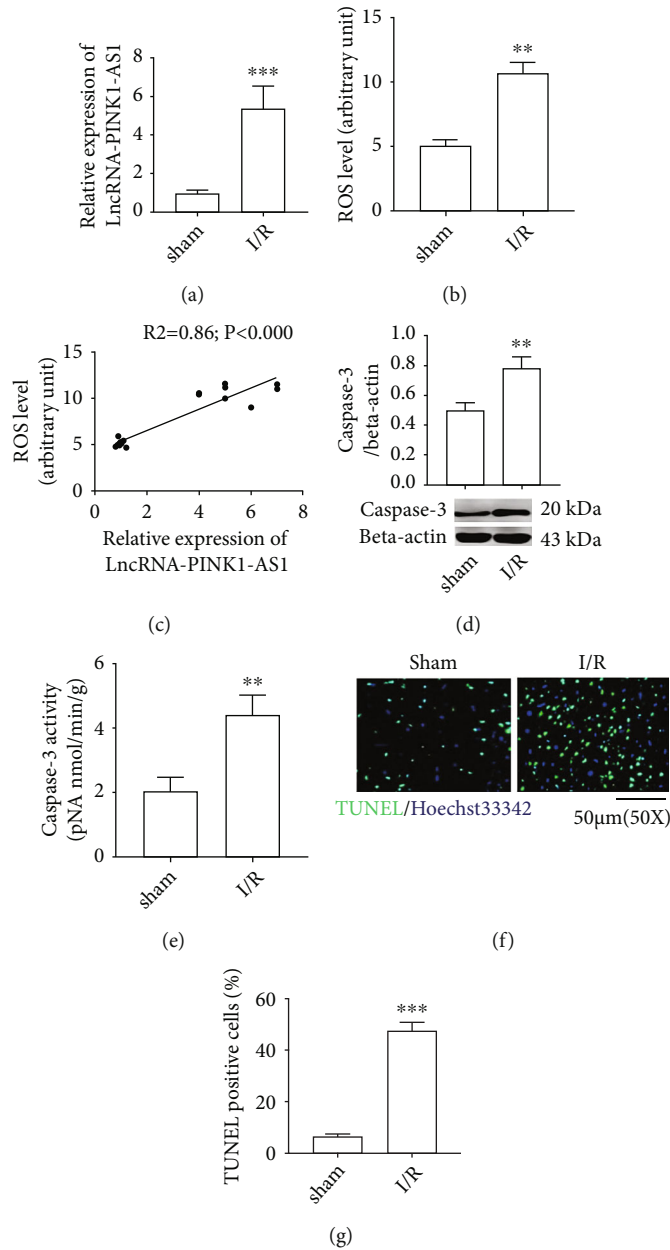 Relative expression of
LncRNA-PINK1-AS1
8
6
4
2
0
***
sham
I/R
(a)
ROS level (arbitrary unit)
15
10
5
0
**
sham
I/R
(b)
R2=0.86; P<0.000
ROS level
(arbitrary unit)
15
10
5
0
0
2
4
6
8
Relative expression of
LncRNA-PINK1-AS1
(c)
Caspase-3
/beta-actin
1.0
0.8
0.6
0.4
0.2
0.0
**
Caspase-3
20 kDa
Beta-actin
43 kDa
sham
I/R
(d)
Caspase-3 activity
(pNA nmol/min/g)
6
4
2
0
**
sham
I/R
(e)
Sham
I/R
TUNEL/Hoechst33342
50μm(50X)
(f)
TUNEL positive cells (%)
60
40
20
0
***
sham
I/R
(g)